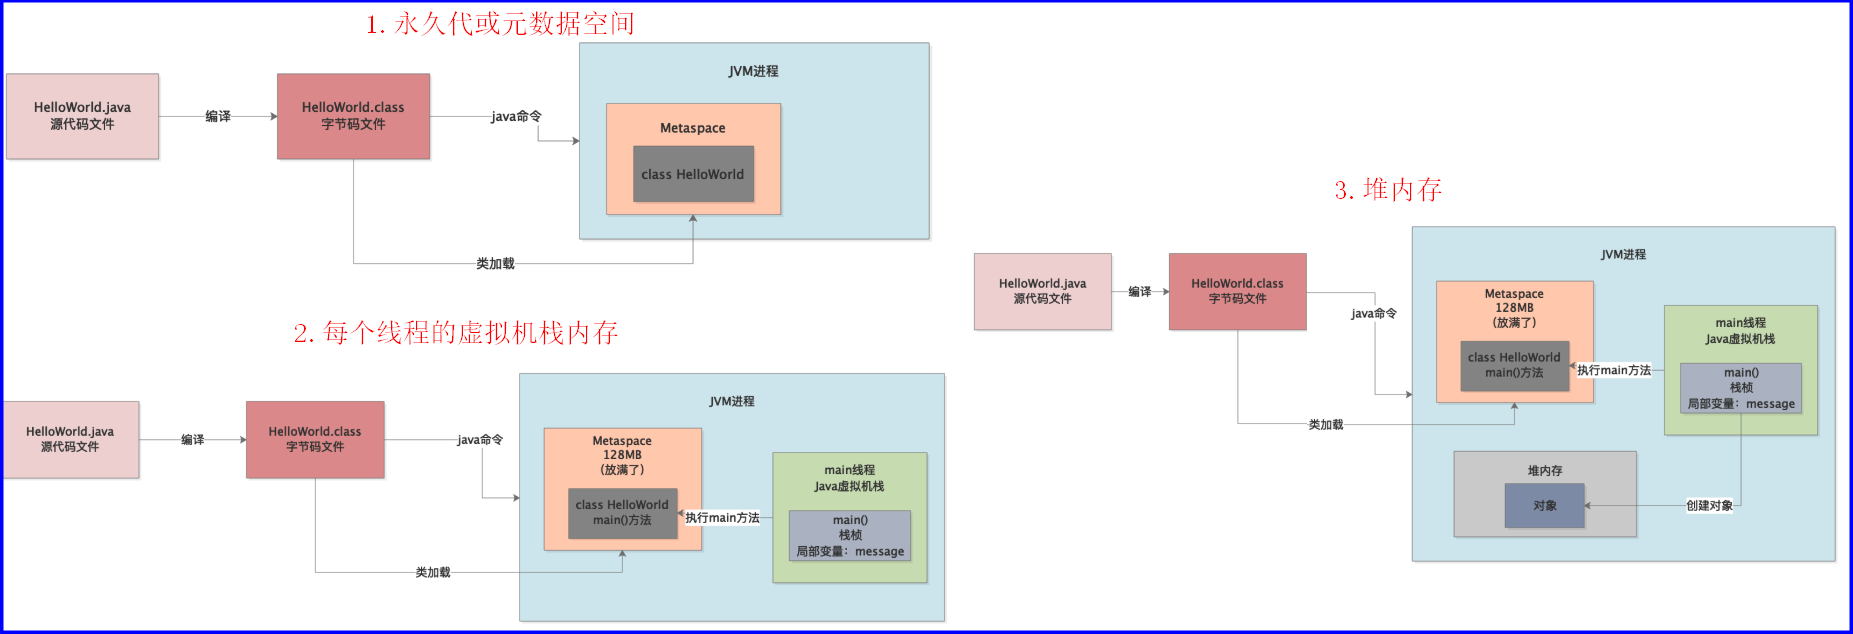 1. 永久代或元数据空间
JVM进程
HelloWorld.java
源代码文件
编译
HelloWorld.class
字节码文件
java命令
Metaspace
class HelloWorld
类加载
2. 每个线程的虚拟机栈内存
JVM进程
HelloWorld.java
源代码文件
编译
HelloWorld.class
字节码文件
java命令
Metaspace
128MB
(放满了)
class HelloWorld
main()方法
执行main方法
main线程
Java虚拟机栈
main()
栈桢
局部变量：message
类加载
3. 堆内存
JVM进程
HelloWorld.java
源代码文件
编译
HelloWorld.class
字节码文件
java命令
Metaspace
128MB
(放满了)
class HelloWorld
main()方法
执行main方法
main线程
Java虚拟机栈
main()
栈桢
局部变量：message
类加载
堆内存
对象
创建对象